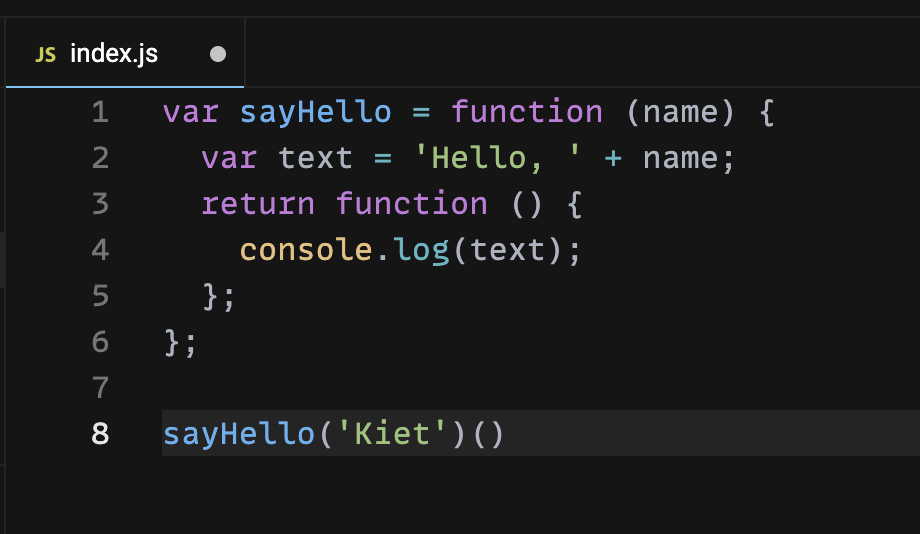 JS index.js
1 var sayHello = function (name) {
2   var text = 'Hello, ' + name;
3   return function () {
4     console.log(text);
5   };
6 };
7
8 sayHello('Kiet')()